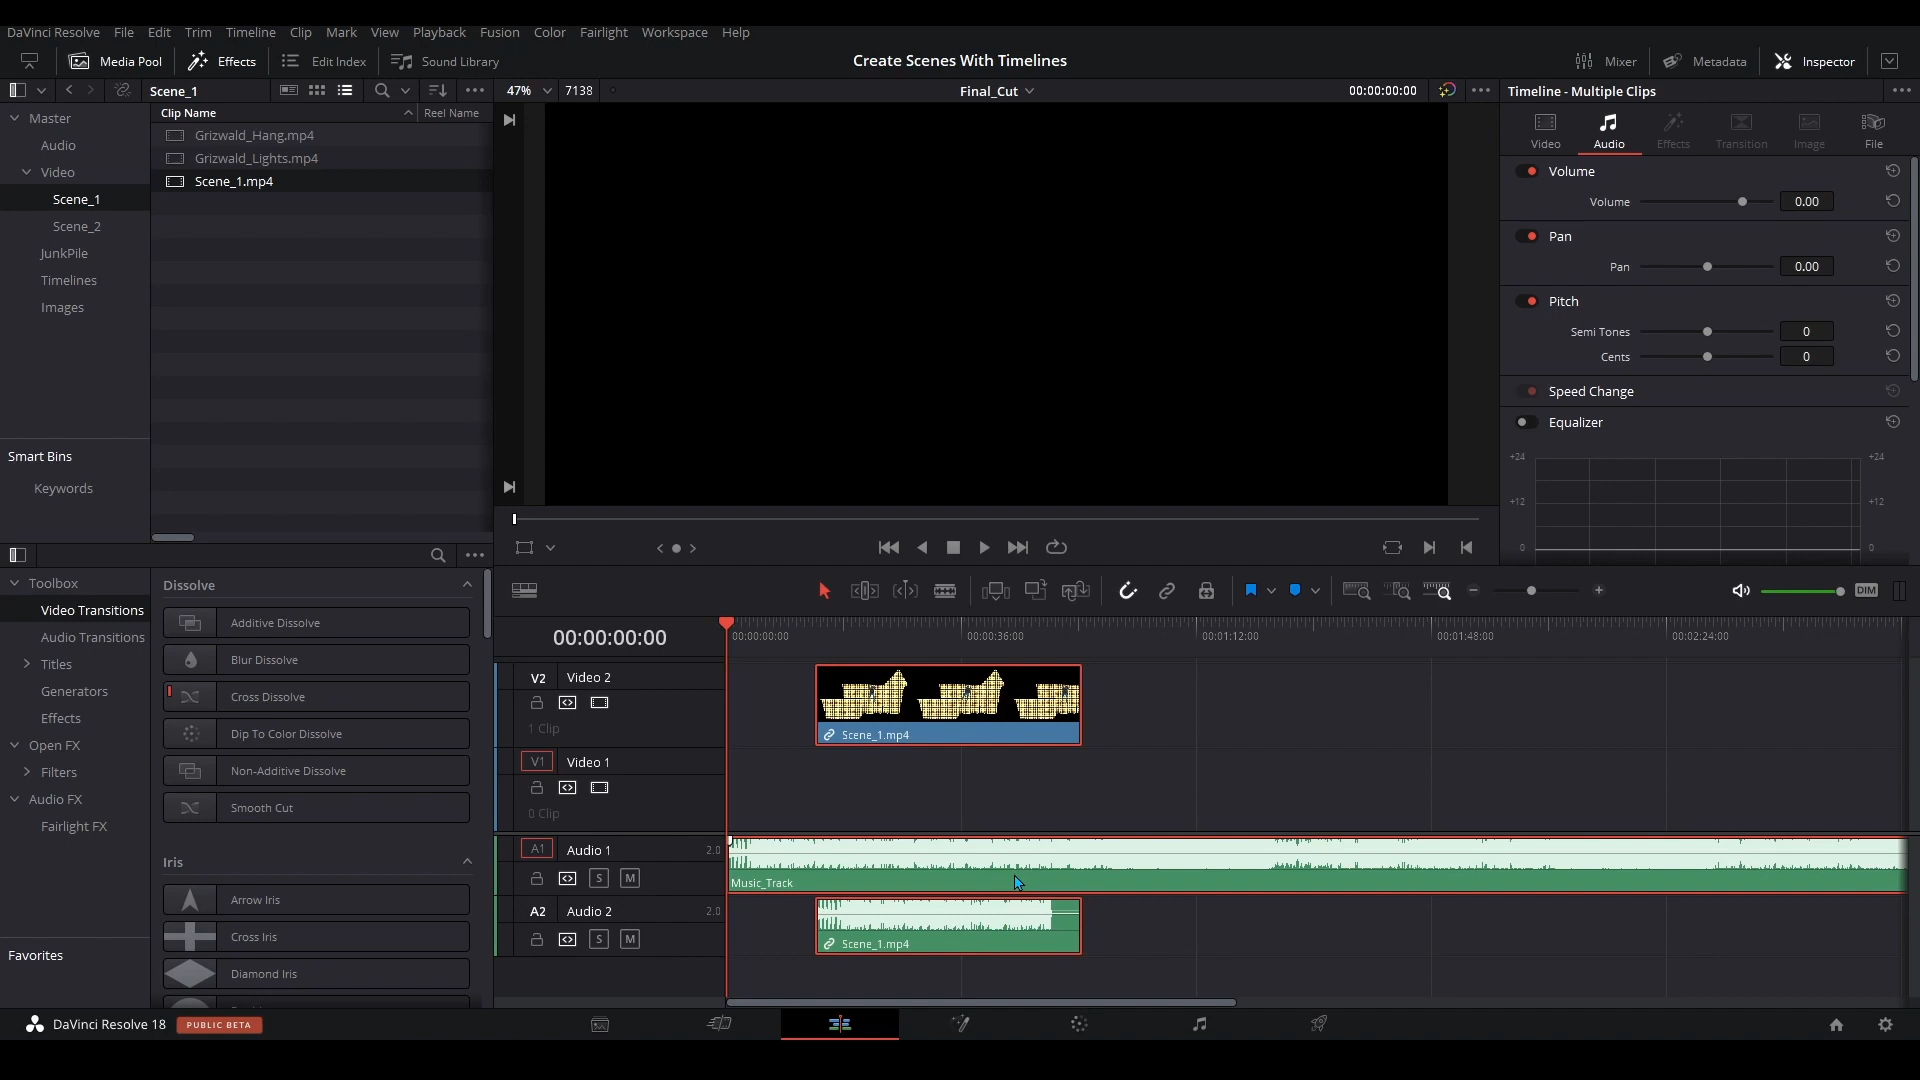 DaVinci Resolve File Edit Trim Timeline Clip Mark View Playback Fusion Color Fairlight Workspace Help
Media Pool Effects Edit Index Sound Library Create Scenes With Timelines Mixer Metadata Inspector
Scene_1 47% 7138 Final_Cut 00:00:00:00 Timeline - Multiple Clips
Master
Audio
Video
Scene_1
Scene_2
JunkPile
Timelines
Images
Smart Bins
Keywords
Clip Name Reel Name
Grizwald_Hang.mp4
Grizwald_Lights.mp4
Scene_1.mp4
Video Audio Effects Transition Image File
Volume
Volume 0.00
Pan
Pan 0.00
Pitch
Semi Tones 0
Cents 0
Speed Change
Equalizer
+24 +24
+12 +12
0 0
Toolbox
Video Transitions
Audio Transitions
Titles
Generators
Effects
Open FX
Filters
Audio FX
Fairlight FX
Favorites
Dissolve
Additive Dissolve
Blur Dissolve
Cross Dissolve
Dip To Color Dissolve
Non-Additive Dissolve
Smooth Cut
Iris
Arrow Iris
Cross Iris
Diamond Iris
DIM
00:00:00:00 00:00:00:00 00:00:36:00 00:01:12:00 00:01:48:00 00:02:24:00
V2 Video 2
1 Clip
Scene_1.mp4
V1 Video 1
0 Clip
A1 Audio 1 2.0
S M
Music_Track
A2 Audio 2 2.0
S M
Scene_1.mp4
DaVinci Resolve 18 PUBLIC BETA